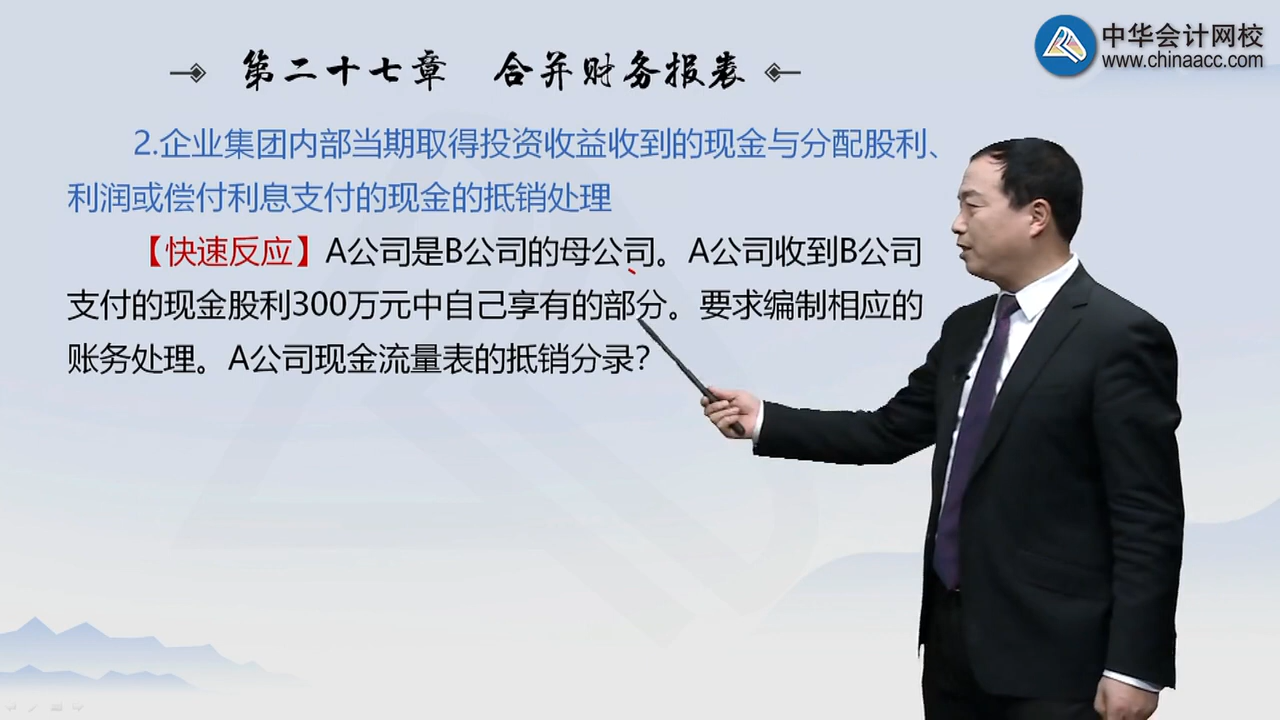 第二十七章 合并财务报表
中华会计网校
www.chinaacc.com
2.企业集团内部当期取得投资收益收到的现金与分配股利、
利润或偿付利息支付的现金的抵销处理
【快速反应】A公司是B公司的母公司。A公司收到B公司
支付的现金股利300万元中自己享有的部分。要求编制相应的
账务处理。A公司现金流量表的抵销分录？